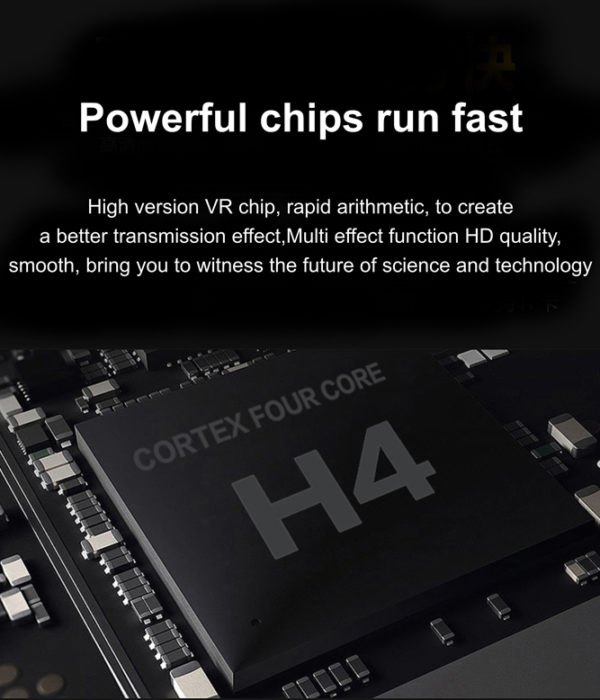 快
Powerful chips run fast
High version VR chip, rapid arithmetic, to create
a better transmission effect,Multi effect function HD quality,
smooth, bring you to witness the future of science and technology
CORTEX FOUR CORE
H4